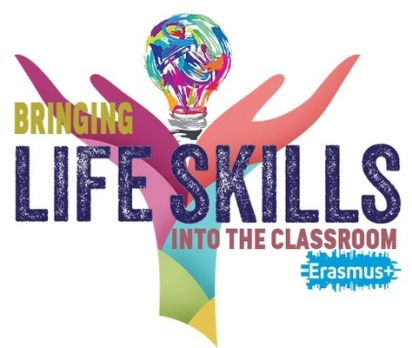 BRINGING
LIFE SKILLS
INTO THE CLASSROOM
Erasmus+